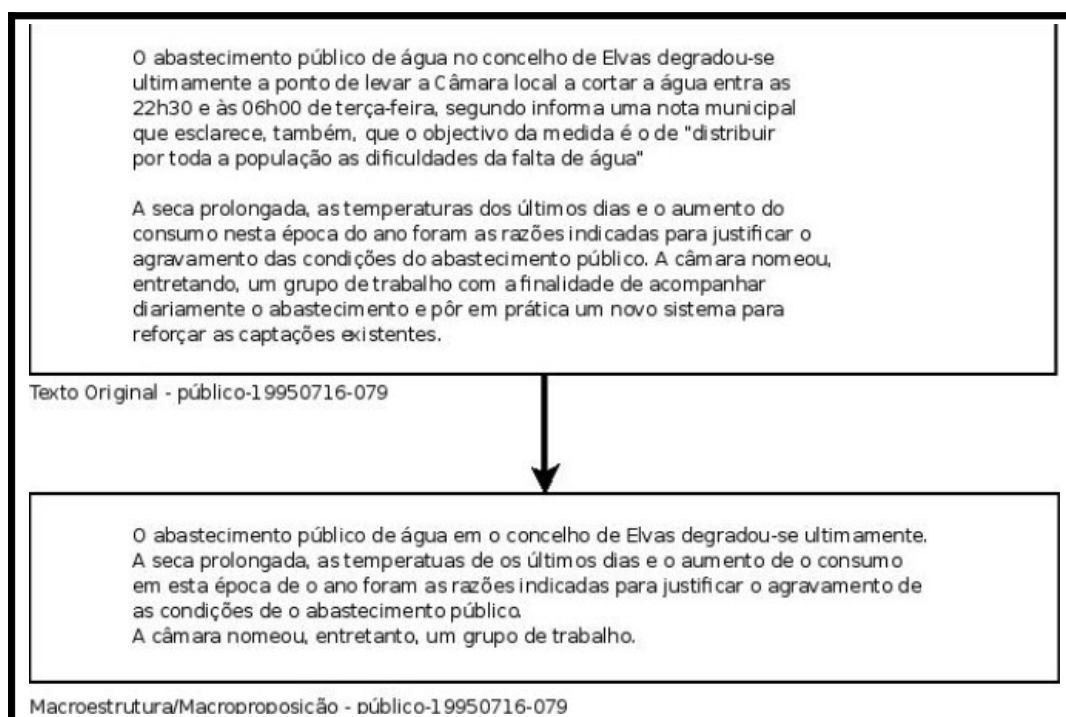 O abastecimento público de água no concelho de Elvas degradou-se
ultimamente a ponto de levar a Câmara local a cortar a água entra as
22h30 e às 06h00 de terça-feira, segundo informa uma nota municipal
que esclarece, também, que o objectivo da medida é o de "distribuir
por toda a população as dificuldades da falta de água"
A seca prolongada, as temperaturas dos últimos dias e o aumento do
consumo nesta época do ano foram as razões indicadas para justificar o
agravamento das condições do abastecimento público. A câmara nomeou,
entretando, um grupo de trabalho com a finalidade de acompanhar
diariamente o abastecimento e pôr em prática um novo sistema para
reforçar as captações existentes.
Texto Original - público-19950716-079
O abastecimento público de água em o concelho de Elvas degradou-se ultimamente.
A seca prolongada, as temperatuas de os últimos dias e o aumento de o consumo
em esta época de o ano foram as razões indicadas para justificar o agravamento de
as condições de o abastecimento público.
A câmara nomeou, entretanto, um grupo de trabalho.
Macroestrutura/Macroproposição - público-19950716-079